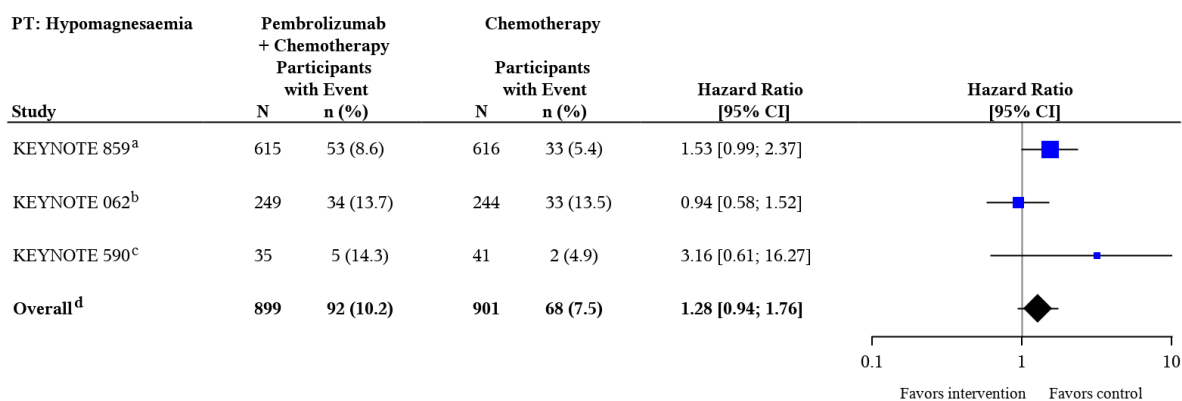 PT: Hypomagnesaemia Pembrolizumab Chemotherapy
+ Chemotherapy
Participants Participants
with Event with Event Hazard Ratio Hazard Ratio
Study N n (%) N n (%) [95% CI] [95% CI]
KEYNOTE 859a 615 53 (8.6) 616 33 (5.4) 1.53 [0.99; 2.37]
KEYNOTE 062b 249 34 (13.7) 244 33 (13.5) 0.94 [0.58; 1.52]
KEYNOTE 590c 35 5 (14.3) 41 2 (4.9) 3.16 [0.61; 16.27]
Overalld 899 92 (10.2) 901 68 (7.5) 1.28 [0.94; 1.76]
0.1 1 10
Favors intervention Favors control